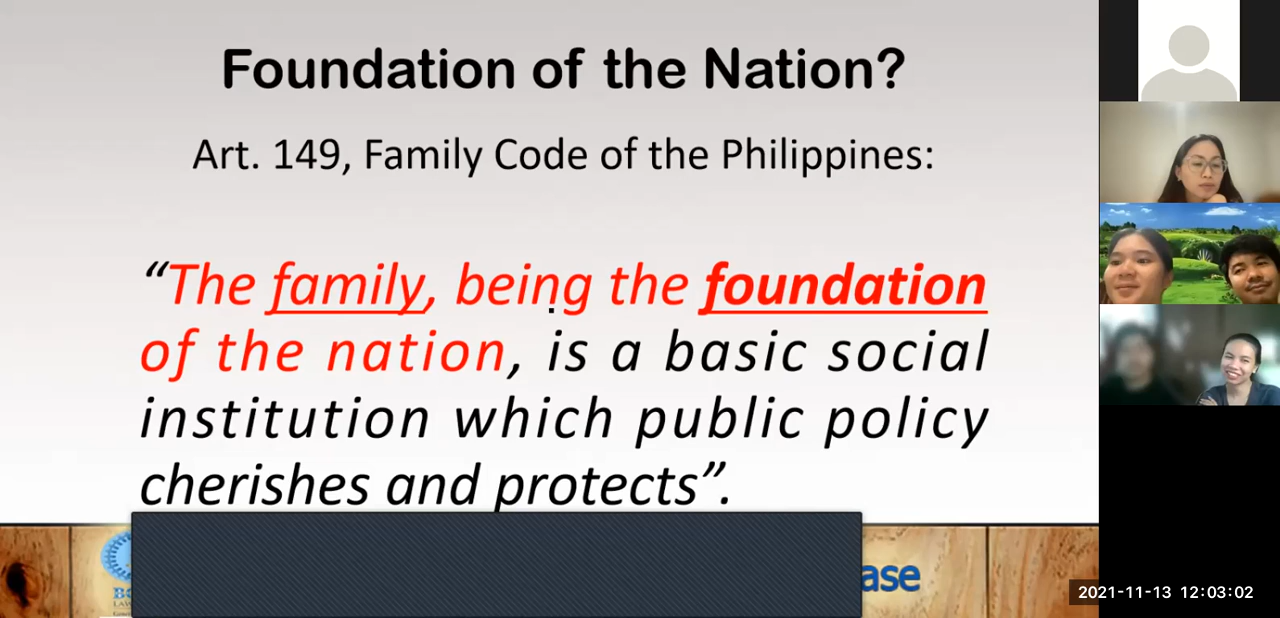 Foundation of the Nation?
Art. 149, Family Code of the Philippines:
“The family, being the foundation
of the nation, is a basic social
institution which public policy
cherishes and protects”.
ase
2021-11-13 12:03:02